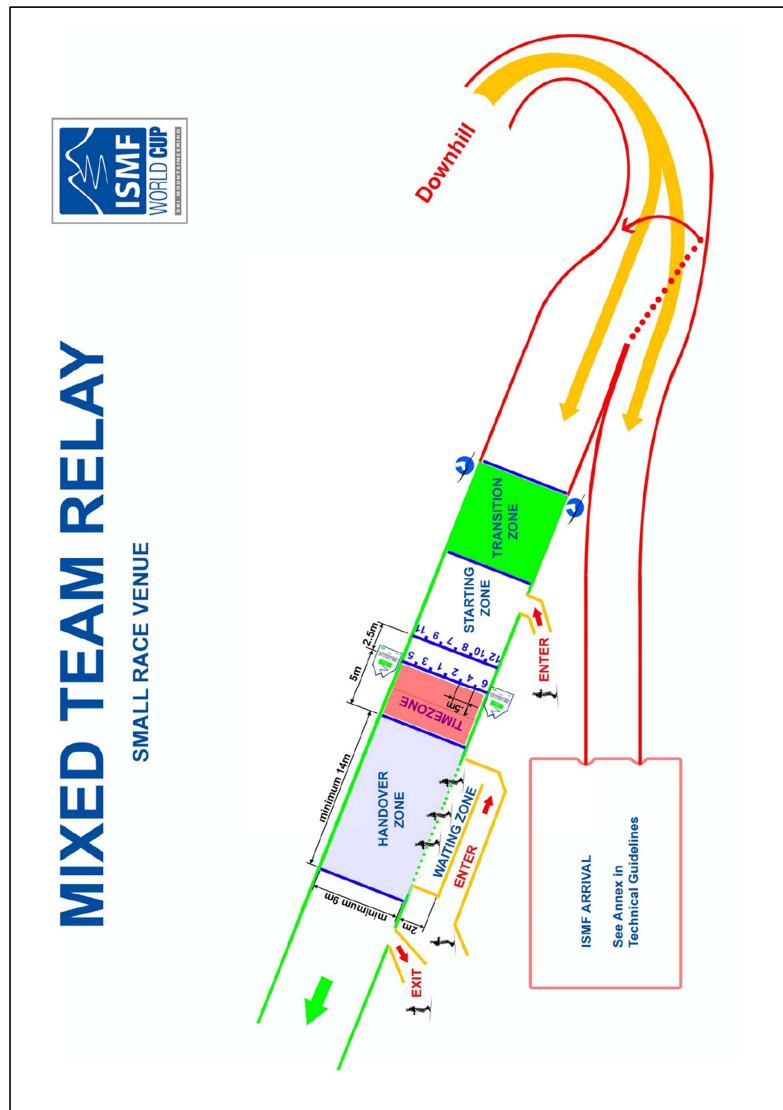 ISMF
WORLD CUP
SKI MOUNTAINEERING
MIXED TEAM RELAY
SMALL RACE VENUE
Downhill
TRANSITION
ZONE
STARTING
ZONE
11
9
7
8
10
12
5
3
1
2
4
6
2.5m
5m
1.5m
TIMEZONE
ENTER
minimum 14m
HANDOVER
ZONE
WAITING ZONE
ENTER
minimum 9m
2m
EXIT
ISMF ARRIVAL
See Annex in
Technical Guidelines